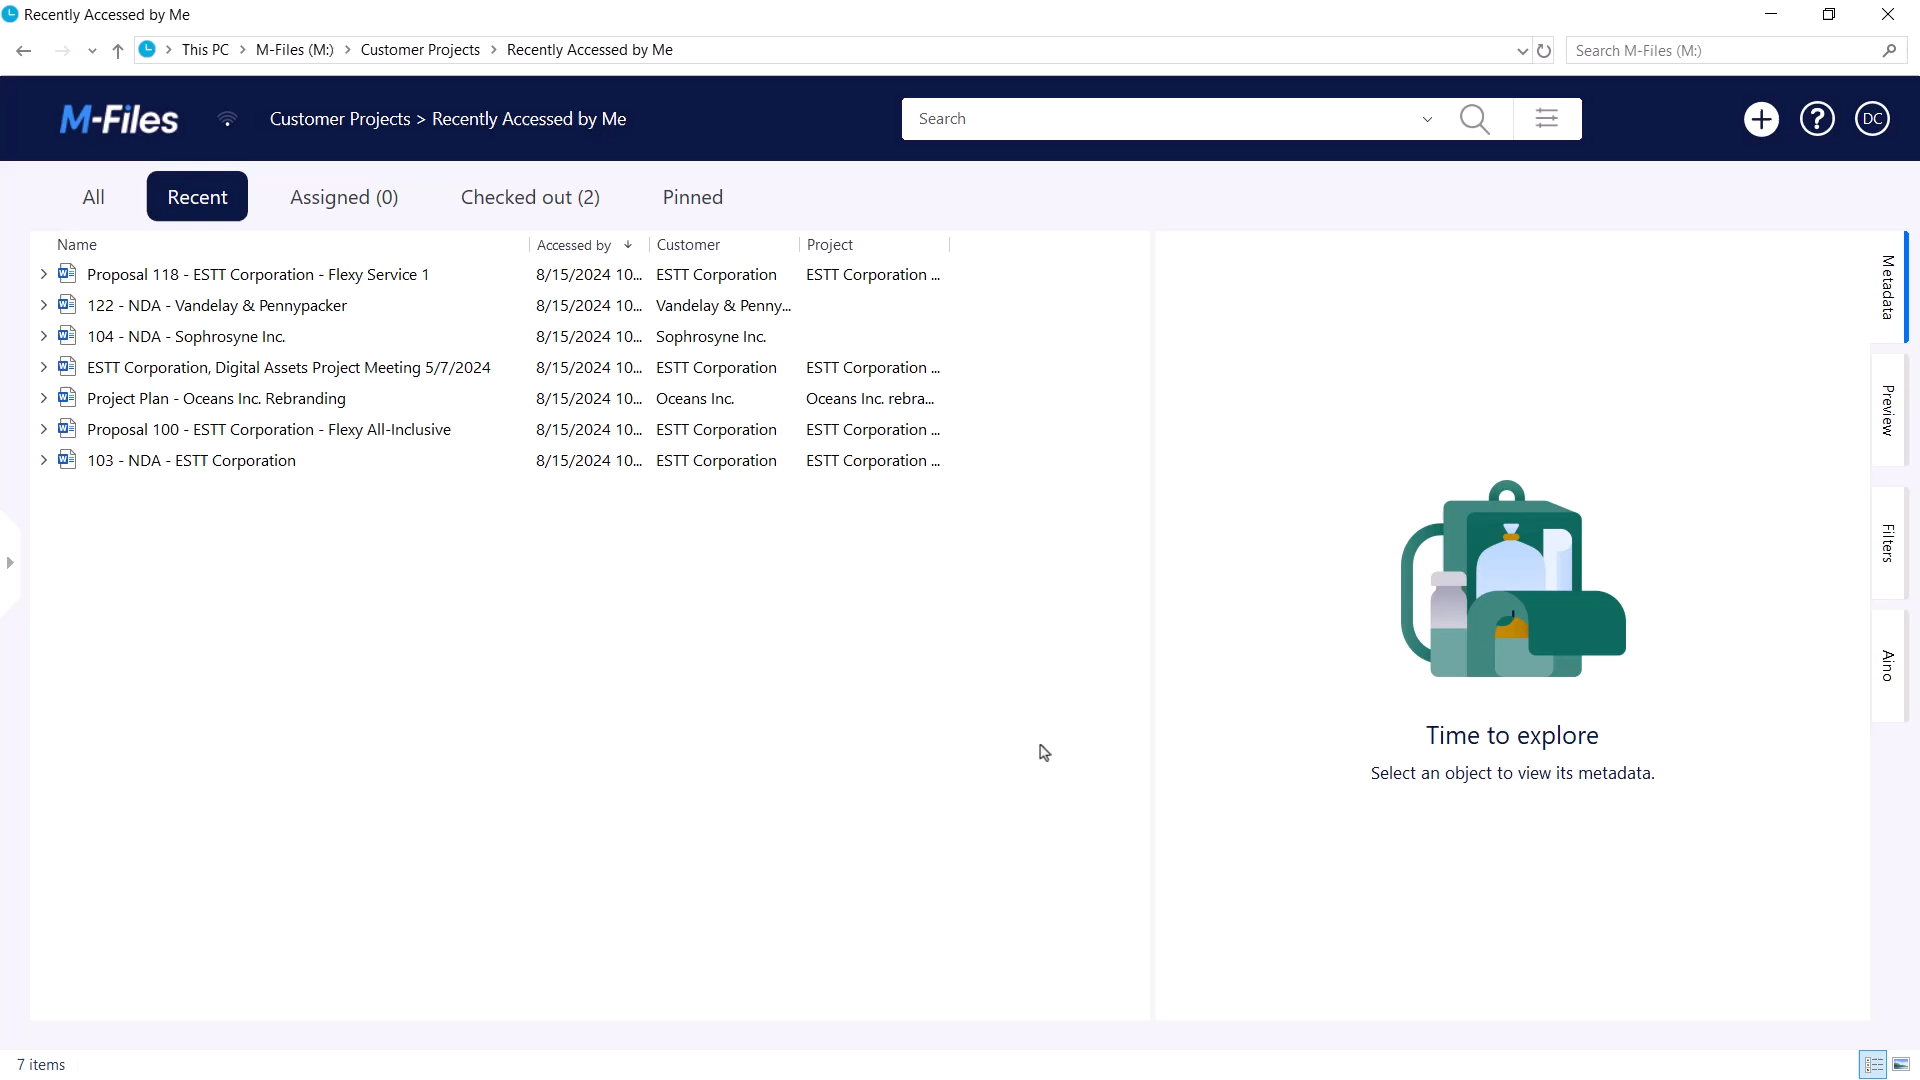 Recently Accessed by Me
This PC > M-Files (M:) > Customer Projects > Recently Accessed by Me
Search M-Files (M:)
M-Files
Customer Projects > Recently Accessed by Me
Search
?
DC
All
Recent
Assigned (0)
Checked out (2)
Pinned
Name Accessed by Customer Project
Proposal 118 - ESTT Corporation - Flexy Service 1 8/15/2024 10... ESTT Corporation ESTT Corporation ...
122 - NDA - Vandelay & Pennypacker 8/15/2024 10... Vandelay & Penny...
104 - NDA - Sophrosyne Inc. 8/15/2024 10... Sophrosyne Inc.
ESTT Corporation, Digital Assets Project Meeting 5/7/2024 8/15/2024 10... ESTT Corporation ESTT Corporation ...
Project Plan - Oceans Inc. Rebranding 8/15/2024 10... Oceans Inc. Oceans Inc. rebra...
Proposal 100 - ESTT Corporation - Flexy All-Inclusive 8/15/2024 10... ESTT Corporation ESTT Corporation ...
103 - NDA - ESTT Corporation 8/15/2024 10... ESTT Corporation ESTT Corporation ...
Time to explore
Select an object to view its metadata.
Metadata
Preview
Filters
Aino
7 items